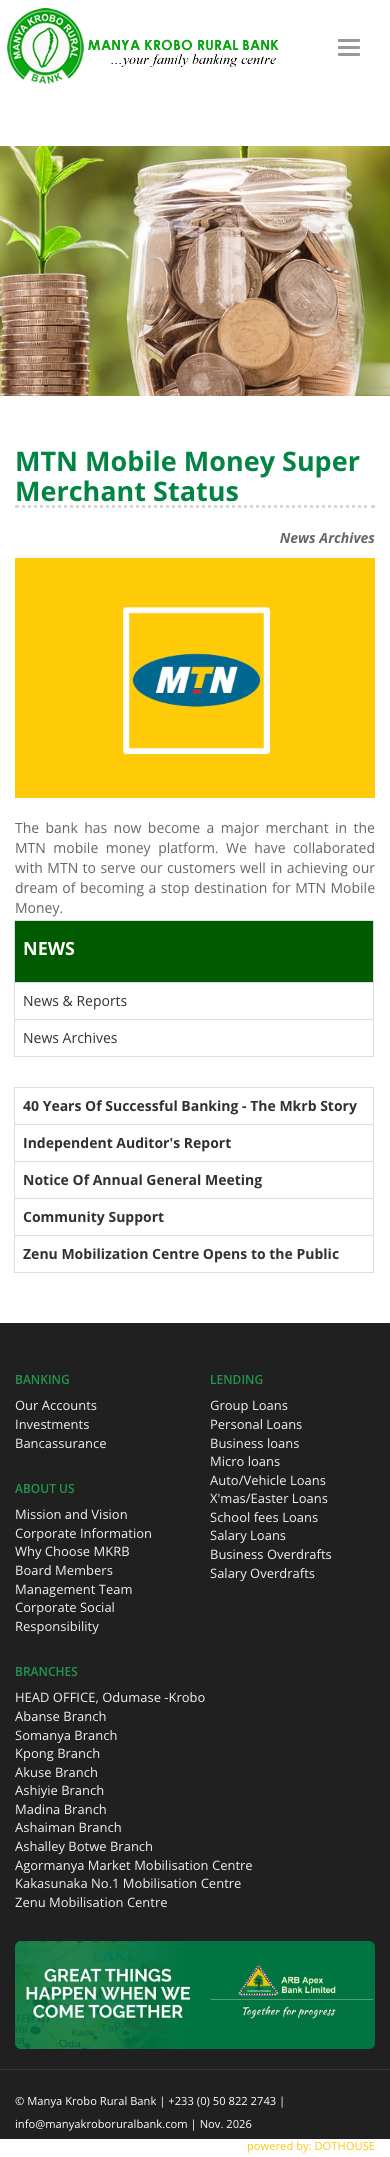 MANYA KROBO RURAL
BANK
MANYA KROBO RURAL BANK
...your family banking centre
MTN Mobile Money Super
Merchant Status
News Archives
MTN
The bank has now become a major merchant in the
MTN mobile money platform. We have collaborated
with MTN to serve our customers well in achieving our
dream of becoming a stop destination for MTN Mobile
Money.
NEWS
News & Reports
News Archives
40 Years Of Successful Banking - The Mkrb Story
Independent Auditor's Report
Notice Of Annual General Meeting
Community Support
Zenu Mobilization Centre Opens to the Public
BANKING
Our Accounts
Investments
Bancassurance
LENDING
Group Loans
Personal Loans
Business loans
Micro loans
Auto/Vehicle Loans
X'mas/Easter Loans
School fees Loans
Salary Loans
Business Overdrafts
Salary Overdrafts
ABOUT US
Mission and Vision
Corporate Information
Why Choose MKRB
Board Members
Management Team
Corporate Social
Responsibility
BRANCHES
HEAD OFFICE, Odumase -Krobo
Abanse Branch
Somanya Branch
Kpong Branch
Akuse Branch
Ashiyie Branch
Madina Branch
Ashaiman Branch
Ashalley Botwe Branch
Agormanya Market Mobilisation Centre
Kakasunaka No.1 Mobilisation Centre
Zenu Mobilisation Centre
GREAT THINGS
HAPPEN WHEN WE
COME TOGETHER
ARB Apex
Bank Limited
Together for progress
Oda
© Manya Krobo Rural Bank | +233 (0) 50 822 2743 |
info@manyakroboruralbank.com | Nov. 2026
powered by: DOTHOUSE